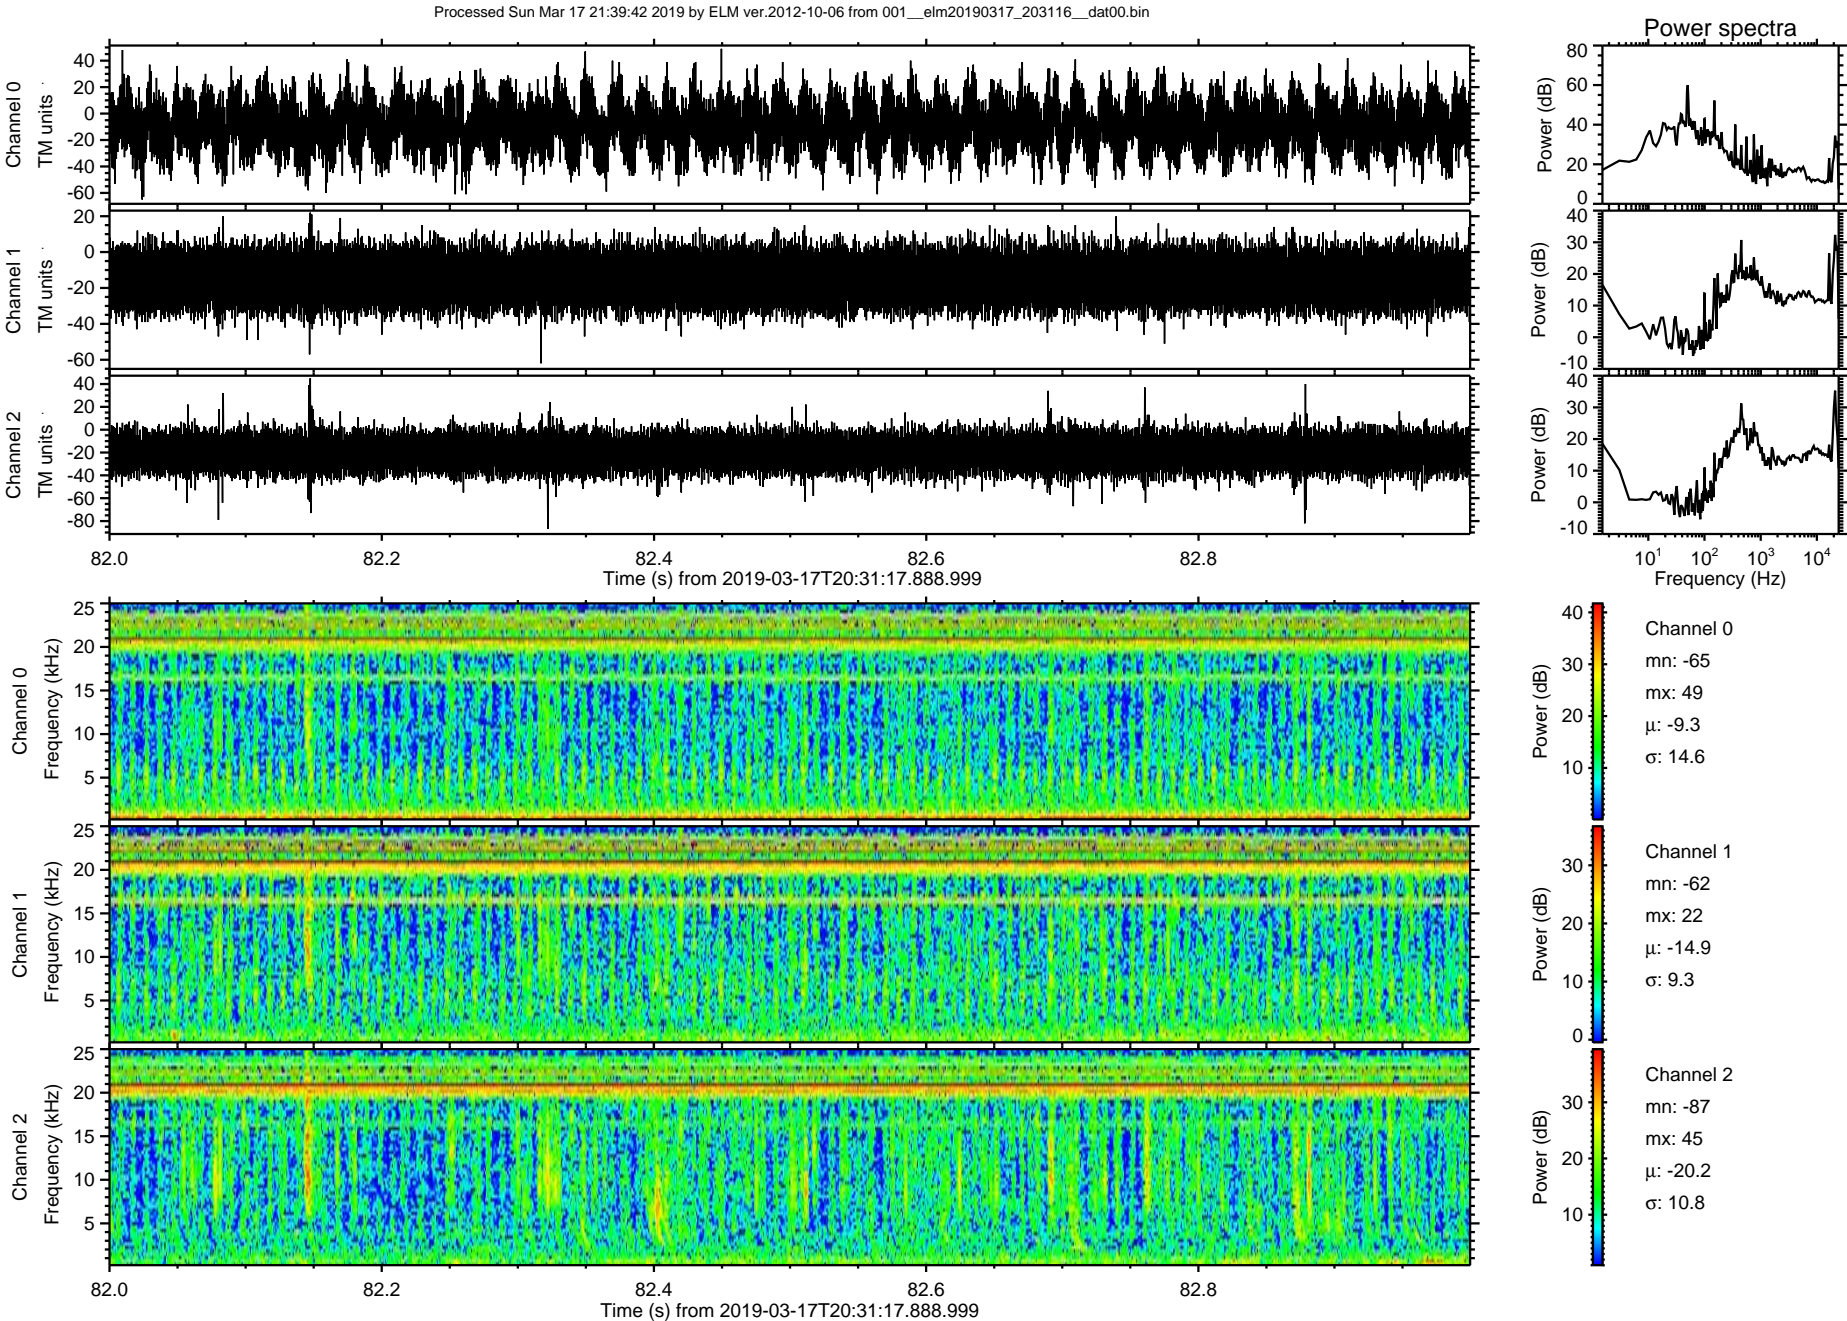 Processed Sun Mar 17 21:39:42 2019 by ELM ver.2012-10-06 from 001__elm20190317_203116__dat00.bin
Power spectra
Channel 0
TM units
40
20
0
-20
-40
-60
Power (dB)
80
60
40
20
0
Channel 1
TM units
20
0
-20
-40
-60
Power (dB)
40
30
20
10
0
-10
Channel 2
TM units
40
20
0
-20
-40
-60
-80
Power (dB)
40
30
20
10
0
-10
82.0 82.2 82.4 82.6 82.8
Time (s) from 2019-03-17T20:31:17.888.999
10¹ 10² 10³ 10⁴
Frequency (Hz)
Channel 0
Frequency (kHz)
25
20
15
10
5
Power (dB)
40
30
20
10
Channel 0
mn: -65
mx: 49
μ: -9.3
σ: 14.6
Channel 1
Frequency (kHz)
25
20
15
10
5
Power (dB)
30
20
10
0
Channel 1
mn: -62
mx: 22
μ: -14.9
σ: 9.3
Channel 2
Frequency (kHz)
25
20
15
10
5
Power (dB)
30
20
10
Channel 2
mn: -87
mx: 45
μ: -20.2
σ: 10.8
82.0 82.2 82.4 82.6 82.8
Time (s) from 2019-03-17T20:31:17.888.999